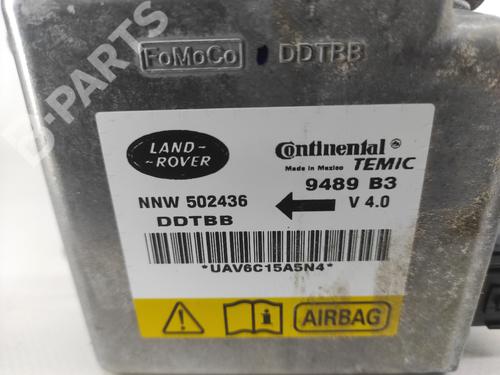 FoMoCo DDTBB
B-PARTS
LAND-
~ROVER
Continental
Made in Mexico TEMIC
9489 B3
NNW 502436 V 4.0
DDTBB
*UAV6C15A5N4*
AIRBAG